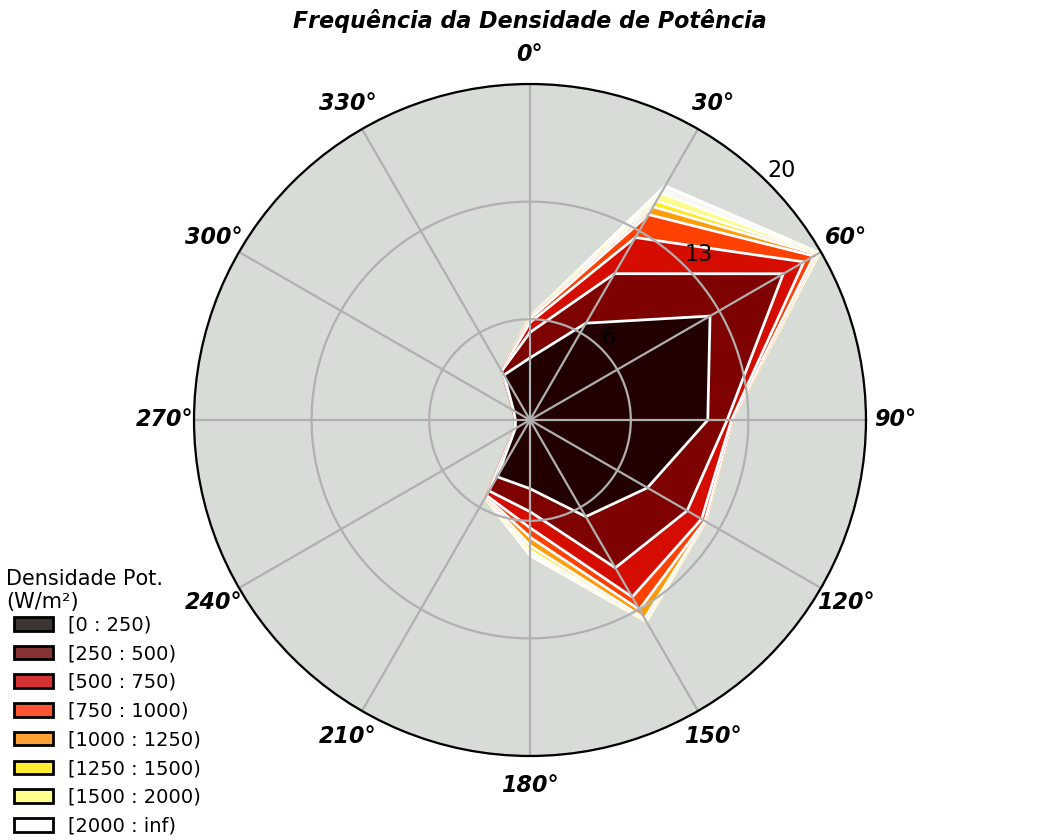 Frequência da Densidade de Potência
0°
330°
30°
20
300°
60°
13
6
270°
90°
240°
120°
210°
150°
180°
Densidade Pot.
(W/m²)
[0 : 250)
[250 : 500)
[500 : 750)
[750 : 1000)
[1000 : 1250)
[1250 : 1500)
[1500 : 2000)
[2000 : inf)